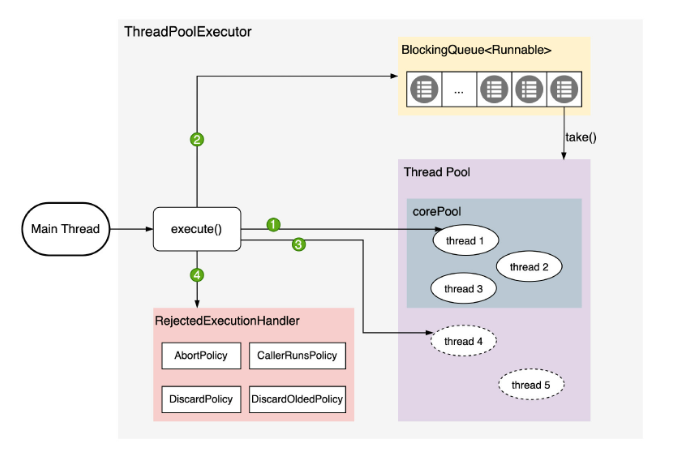 ThreadPoolExecutor
BlockingQueue<Runnable>
...
2
take()
Thread Pool
corePool
Main Thread
execute()
1
thread 1
3
thread 2
4
thread 3
RejectedExecutionHandler
thread 4
AbortPolicy
CallerRunsPolicy
thread 5
DiscardPolicy
DiscardOldedPolicy